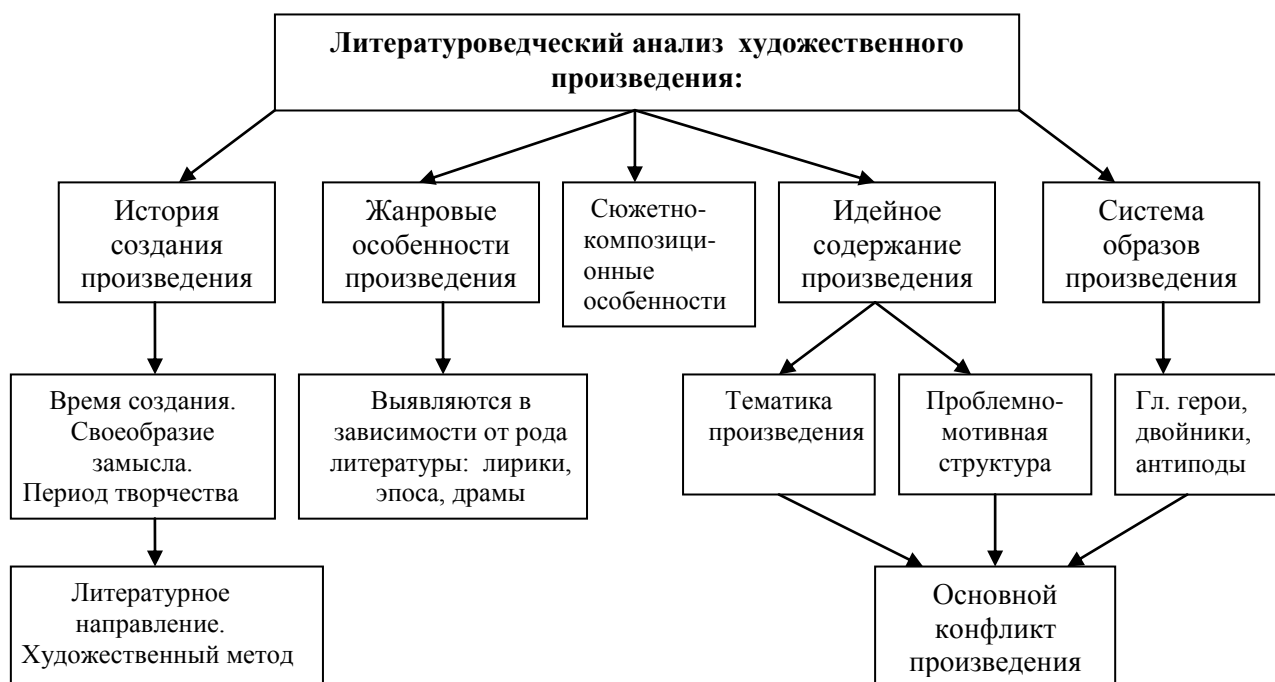 Литературоведческий анализ художественного
произведения:
История
создания
произведения
Жанровые
особенности
произведения
Сюжетно-
композици-
онные
особенности
Идейное
содержание
произведения
Система
образов
произведения
Время создания.
Своеобразие
замысла.
Период творчества
Выявляются в
зависимости от рода
литературы: лирики,
эпоса, драмы
Тематика
произведения
Проблемно-
мотивная
структура
Гл. герои,
двойники,
антиподы
Литературное
направление.
Художественный метод
Основной
конфликт
произведения